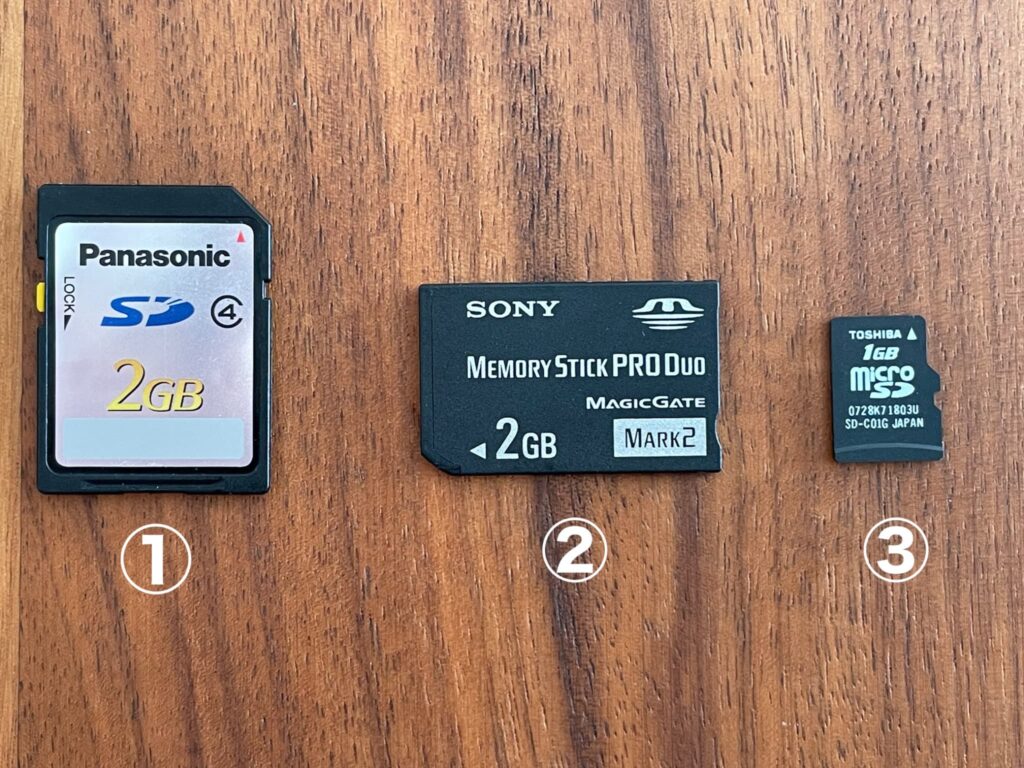 Panasonic
LOCK
SD ④
2GB
①
SONY
MEMORY STICK PRO DUO
MAGICGATE
2GB MARK2
②
TOSHIBA
1GB
Micro
SD
0728K71803U
SD-C01G JAPAN
③